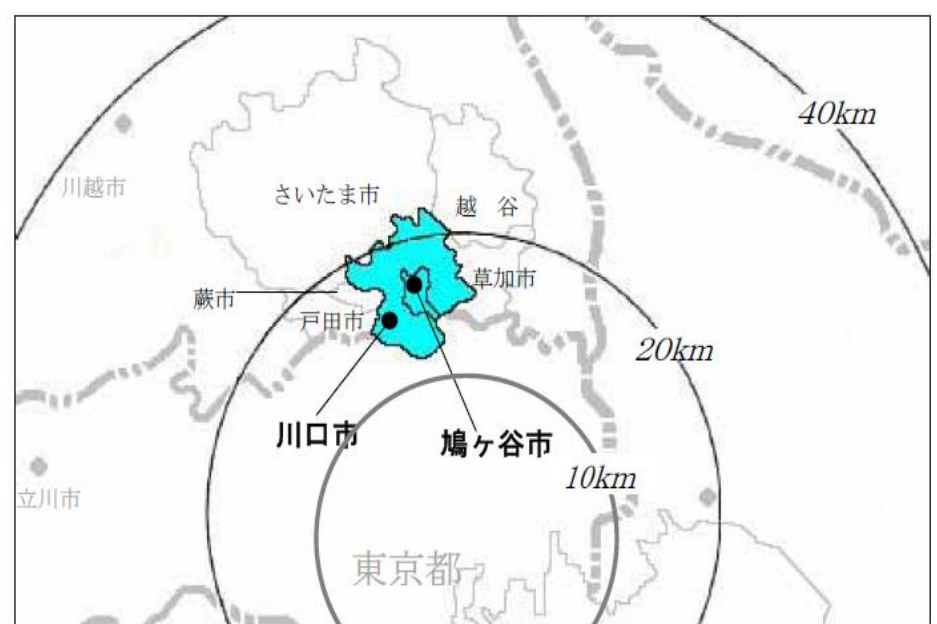 40km
川越市
さいたま市
越 谷
草加市
蕨市
戸田市
20km
川口市
鳩ヶ谷市
10km
立川市
東京都